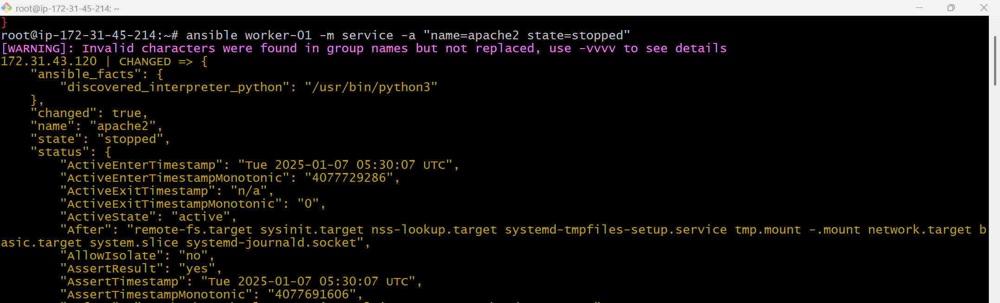 root@ip-172-31-45-214: ~
}
root@ip-172-31-45-214:~# ansible worker-01 -m service -a "name=apache2 state=stopped"
[WARNING]: Invalid characters were found in group names but not replaced, use -vvvv to see details
172.31.43.120 | CHANGED => {
    "ansible_facts": {
        "discovered_interpreter_python": "/usr/bin/python3"
    },
    "changed": true,
    "name": "apache2",
    "state": "stopped",
    "status": {
        "ActiveEnterTimestamp": "Tue 2025-01-07 05:30:07 UTC",
        "ActiveEnterTimestampMonotonic": "4077729286",
        "ActiveExitTimestamp": "n/a",
        "ActiveExitTimestampMonotonic": "0",
        "ActiveState": "active",
        "After": "remote-fs.target sysinit.target nss-lookup.target systemd-tmpfiles-setup.service tmp.mount -.mount network.target b
asic.target system.slice systemd-journald.socket",
        "AllowIsolate": "no",
        "AssertResult": "yes",
        "AssertTimestamp": "Tue 2025-01-07 05:30:07 UTC",
        "AssertTimestampMonotonic": "4077691606",